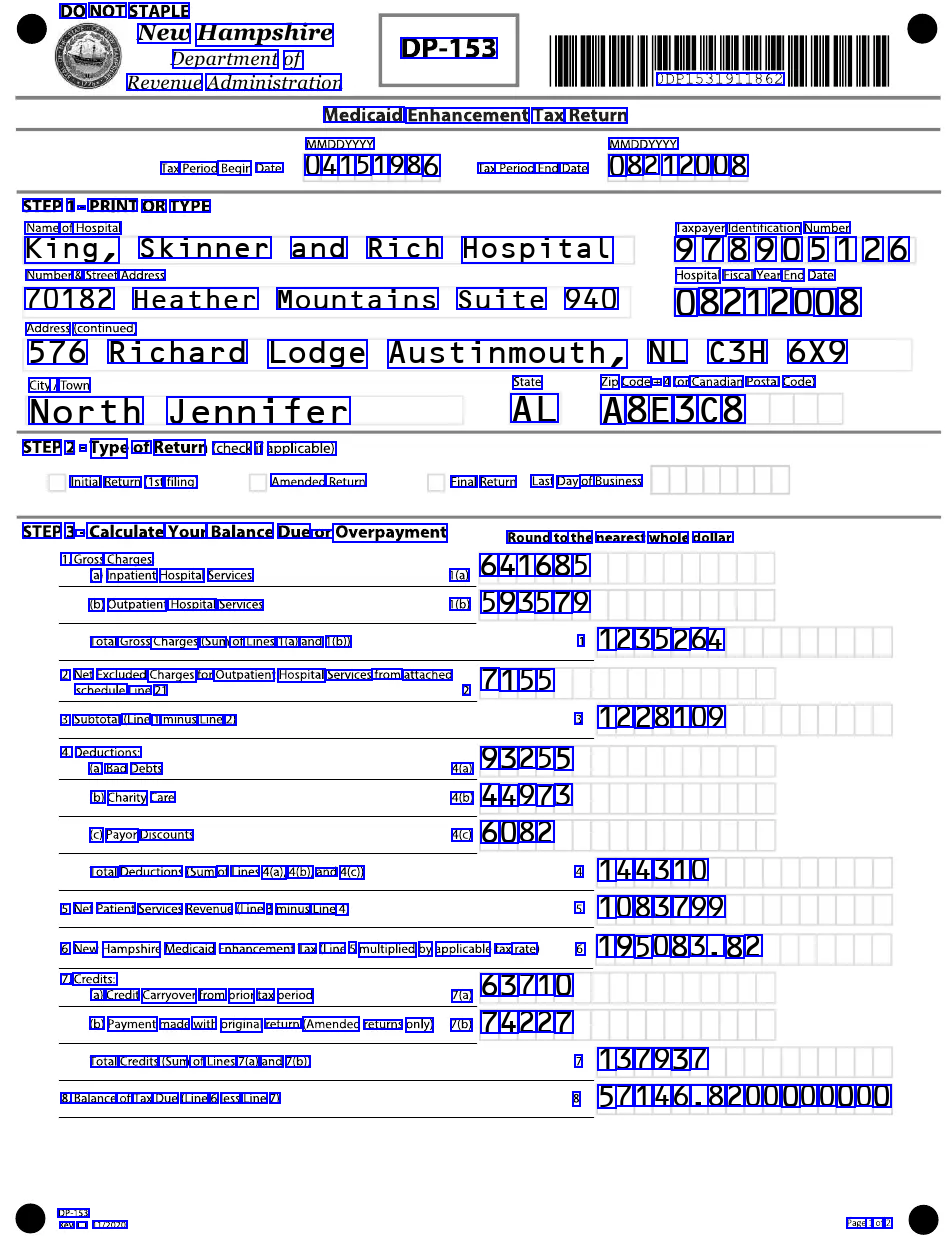 DO NOT STAPLE
New Hampshire
Department of
Revenue Administration
DP-153
0DP1531911862
Medicaid Enhancement Tax Return
MMDDYYYY MMDDYYYY
Tax Period Begin Date 04151986 Tax Period End Date 08212008
STEP 1 - PRINT OR TYPE
Name of Hospital Taxpayer Identification Number
King, Skinner and Rich Hospital 978905126
Number & Street Address Hospital Fiscal Year End Date
70182 Heather Mountains Suite 940 08212008
Address (continued)
576 Richard Lodge Austinmouth, NL C3H 6X9
City / Town State Zip Code + 4 (or Canadian Postal Code)
North Jennifer AL A8E3C8
STEP 2 - Type of Return (check if applicable)
Initial Return (1st filing Amended Return Final Return Last Day of Business
STEP 3 - Calculate Your Balance Due or Overpayment Round to the nearest whole dollar
1 Gross Charges
(a) Inpatient Hospital Services 1(a) 641685
(b) Outpatient Hospital Services 1(b) 593579
Total Gross Charges (Sum of Lines 1(a) and 1(b)) 1 1235264
2 Net Excluded Charges for Outpatient Hospital Services from attached
schedule Line 21 2 7155
3 Subtotal (Line 1 minus Line 2) 3 1228109
4 Deductions:
(a) Bad Debts 4(a) 93255
(b) Charity Care 4(b) 44973
(c) Payor Discounts 4(c) 6082
Total Deductions (Sum of Lines 4(a), 4(b), and 4(c)) 4 144310
5 Net Patient Services Revenue (Line 3 minus Line 4) 5 1083799
6 New Hampshire Medicaid Enhancement Tax (Line 5 multiplied by applicable tax rate) 6 195083.82
7 Credits:
(a) Credit Carryover from prior tax period 7(a) 63710
(b) Payment made with original return (Amended returns only) 7(b) 74227
Total Credits (Sum of Lines 7(a) and 7(b)) 7 137937
8 Balance of Tax Due (Line 6 less Line 7) 8 57146.820000000
DP-153
Page 1 of 2